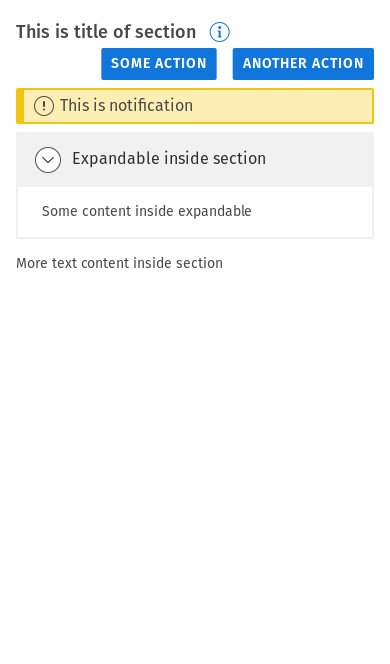 This is title of section
SOME ACTION
ANOTHER ACTION
This is notification
Expandable inside section
Some content inside expandable
More text content inside section